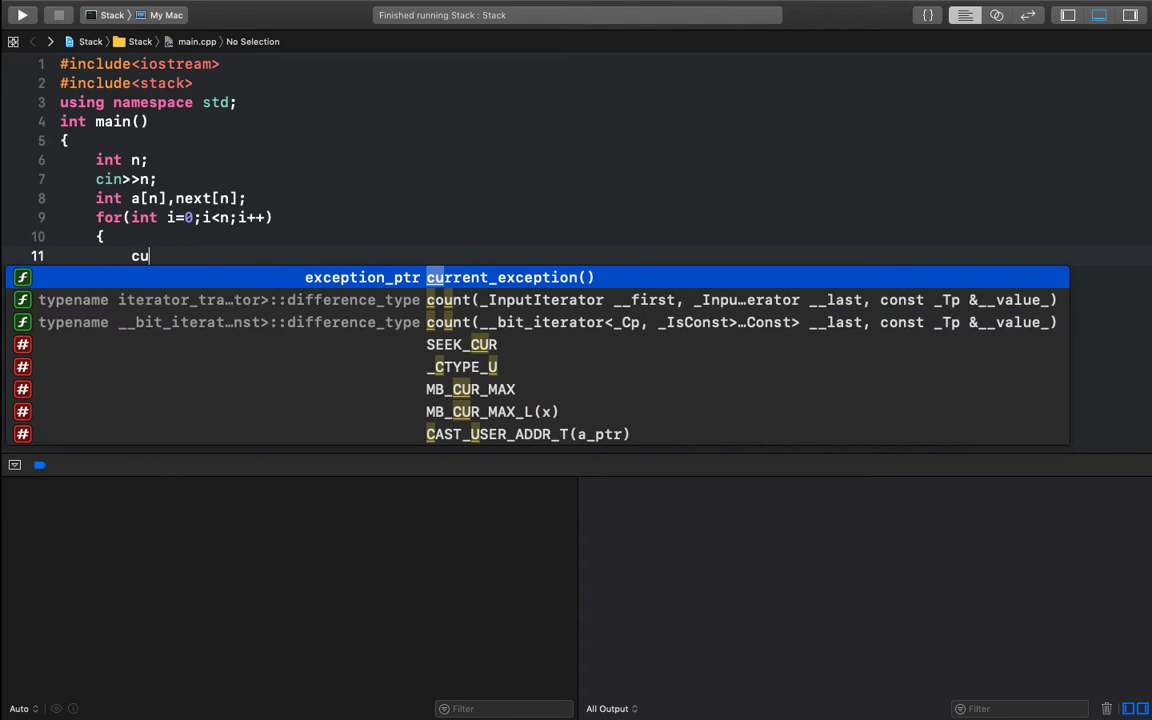 Stack > My Mac
Finished running Stack : Stack
{ }
Stack > Stack > main.cpp > No Selection
1 #include<iostream>
2 #include<stack>
3 using namespace std;
4 int main()
5 {
6 int n;
7 cin>>n;
8 int a[n],next[n];
9 for(int i=0;i<n;i++)
10 {
11 cu
f exception_ptr current_exception()
f typename iterator_tra…tor>::difference_type count(_InputIterator __first, _Inpu…erator __last, const _Tp &__value_)
f typename __bit_iterat…nst>::difference_type count(__bit_iterator<_Cp, _IsConst>…Const> __last, const _Tp &__value_)
# SEEK_CUR
# _CTYPE_U
# MB_CUR_MAX
# MB_CUR_MAX_L(x)
# CAST_USER_ADDR_T(a_ptr)
Auto Filter All Output Filter